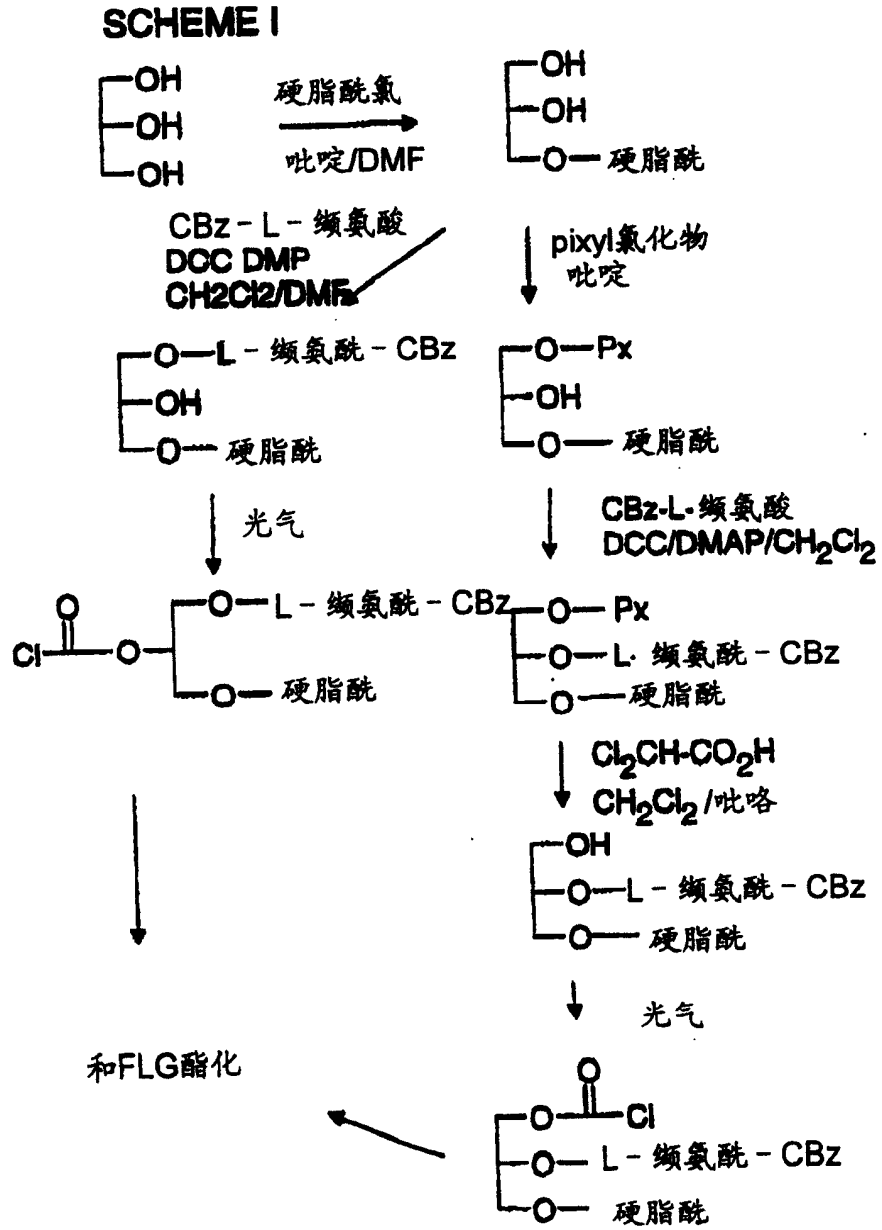 SCHEME I
OH
OH
OH
硬脂酰氯
吡啶/DMF
OH
OH
O 硬脂酰
CBz-L-缬氨酸
DCC DMP
CH2Cl2/DMF
pixyl氯化物
吡啶
O-L-缬氨酰-CBz
OH
O-硬脂酰
O-Px
OH
O-硬脂酰
光气
CBz-L-缬氨酸
DCC/DMAP/CH2Cl2
O
Cl O
O-L-缬氨酰-CBz
O-硬脂酰
O-Px
O-L·缬氨酰-CBz
O-硬脂酰
Cl2CH-CO2H
CH2Cl2/吡咯
OH
O-L-缬氨酰-CBz
O-硬脂酰
光气
和FLG酯化
O
O Cl
O-L-缬氨酰-CBz
O-硬脂酰